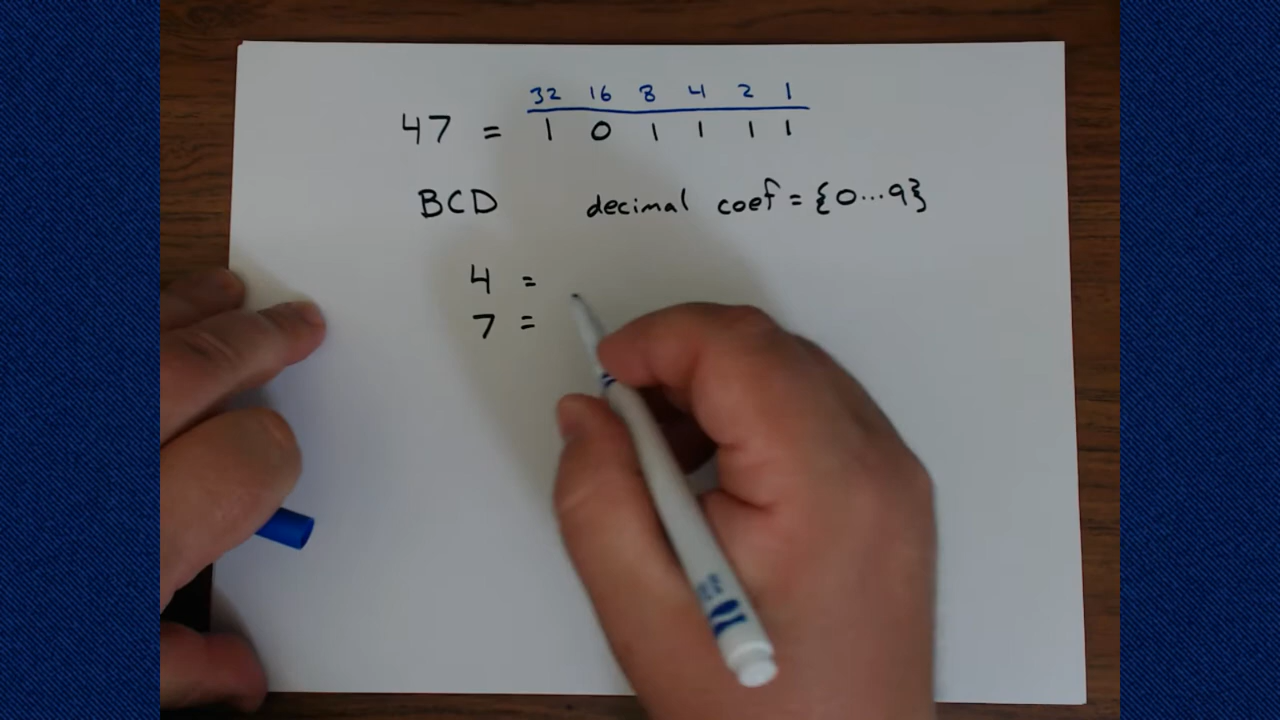 32 16 8 4 2 1
47 = 1 0 1 1 1 1
BCD decimal coef = {0...9}
4 =
7 =